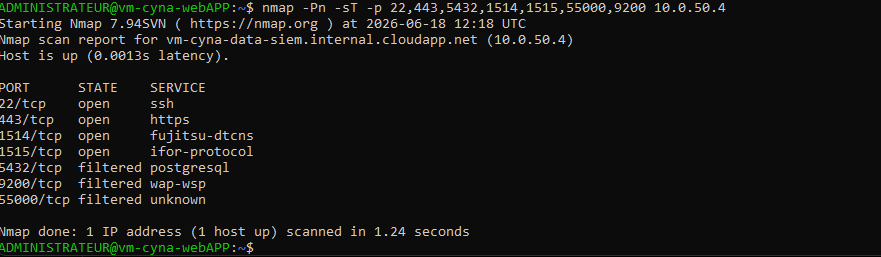 ADMINISTRATEUR@vm-cyna-webAPP:~$ nmap -Pn -sT -p 22,443,5432,1514,1515,55000,9200 10.0.50.4
Starting Nmap 7.94SVN ( https://nmap.org ) at 2026-06-18 12:18 UTC
Nmap scan report for vm-cyna-data-siem.internal.cloudapp.net (10.0.50.4)
Host is up (0.0013s latency).

PORT      STATE    SERVICE
22/tcp    open     ssh
443/tcp   open     https
1514/tcp  open     fujitsu-dtcns
1515/tcp  open     ifor-protocol
5432/tcp  filtered postgresql
9200/tcp  filtered wap-wsp
55000/tcp filtered unknown

Nmap done: 1 IP address (1 host up) scanned in 1.24 seconds
ADMINISTRATEUR@vm-cyna-webAPP:~$